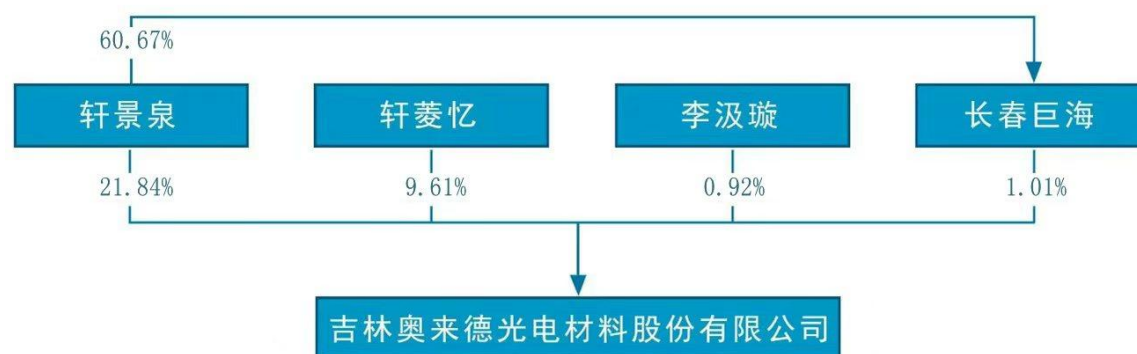 60.67%
轩景泉
轩菱忆
李汲璇
长春巨海
21.84%
9.61%
0.92%
1.01%
吉林奥来德光电材料股份有限公司